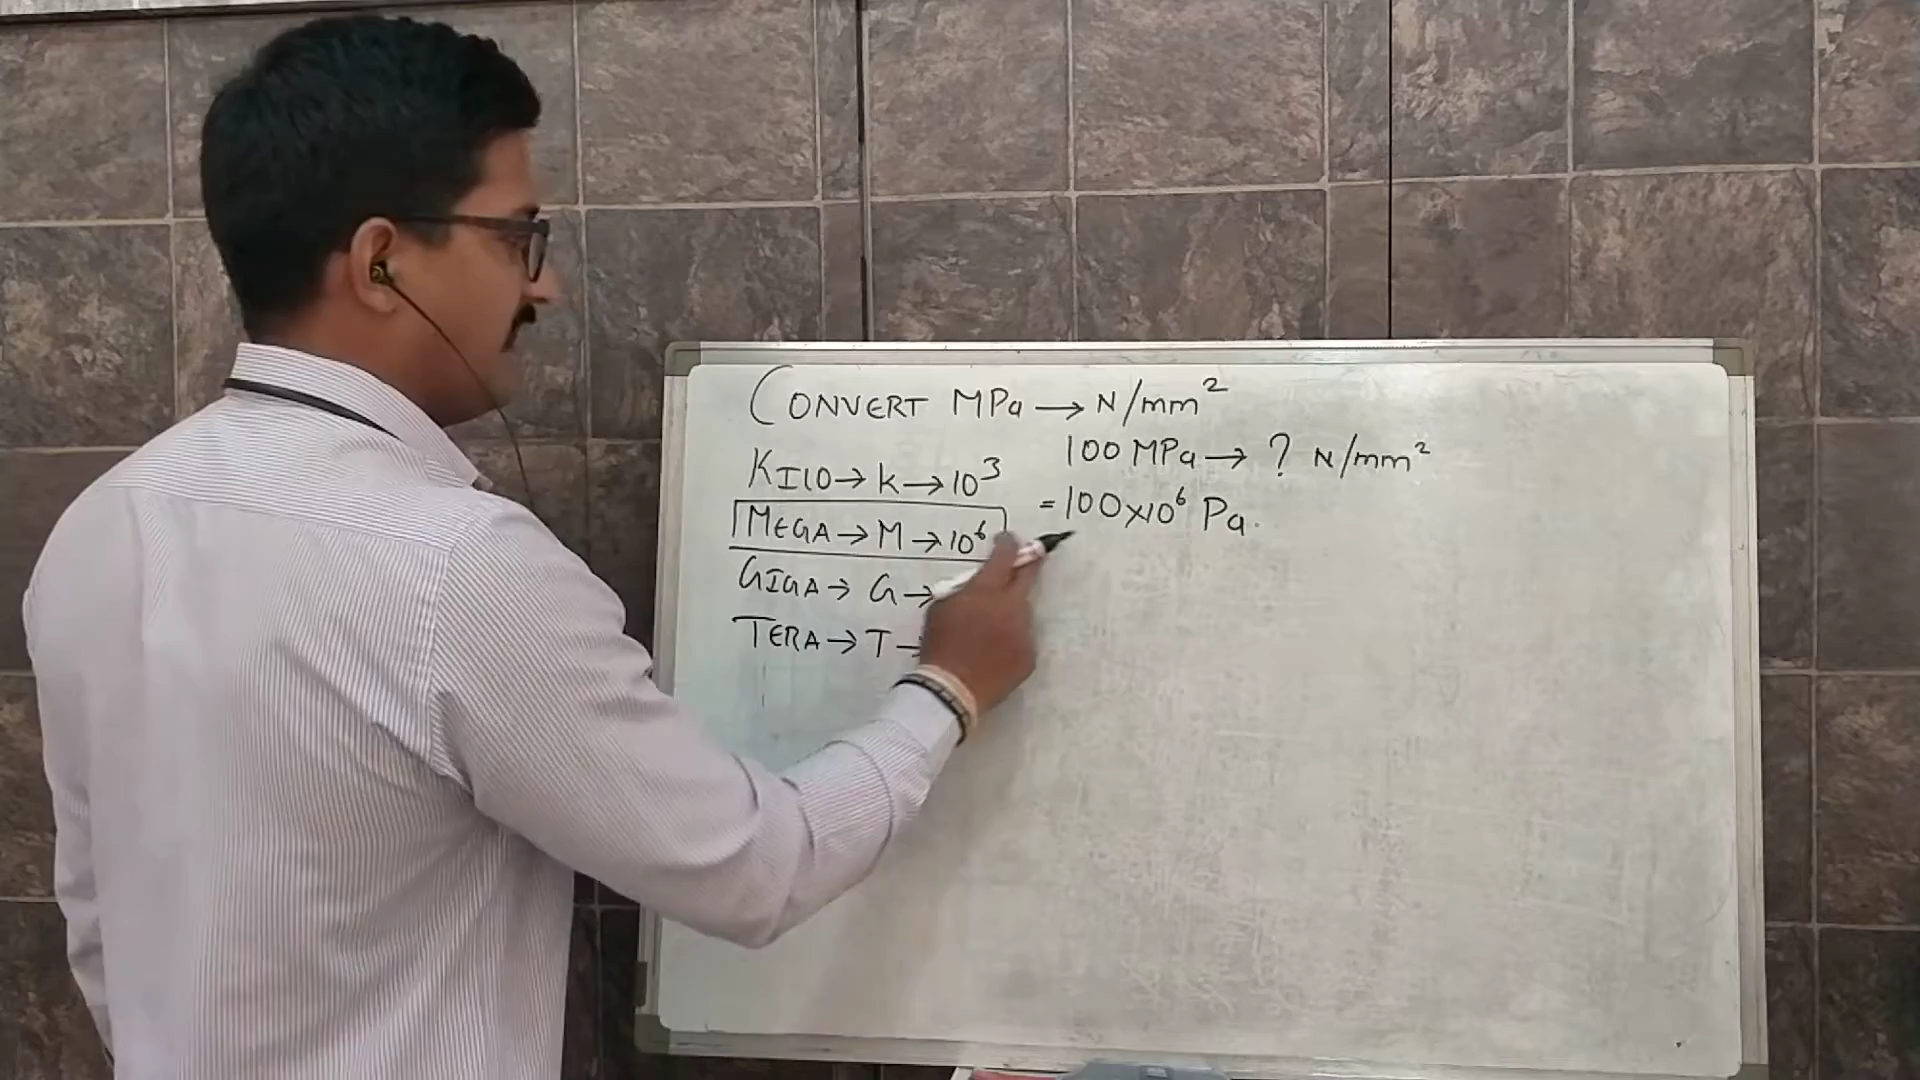 CONVERT MPa → N/mm²
KILO → k → 10³
MEGA → M → 10⁶
GIGA → G →
TERA → T →
100 MPa → ? N/mm²
= 100 × 10⁶ Pa.